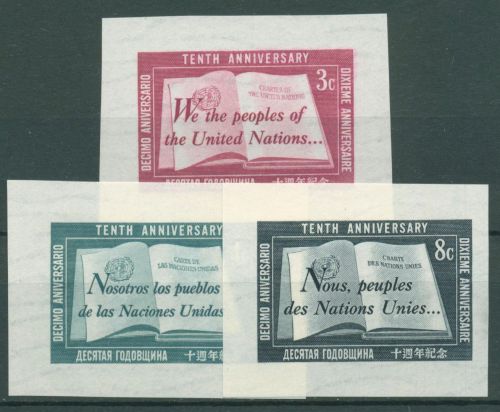 TENTH ANNIVERSARY
3c
DECIMO ANIVERSARIO
DIXIEME ANNIVERSAIRE
CHARTER OF
THE UNITED NATIONS
We the peoples of
the United Nations...
ДЕСЯТАЯ ГОДОВЩИНА 十週年紀念
TENTH ANNIVERSARY
DECIMO ANIVERSARIO
CARTA DE
LAS NACIONES UNIDAS
Nosotros los pueblos
de las Naciones Unidas
ДЕСЯТАЯ ГОДОВЩИНА 十週年紀
TENTH ANNIVERSARY
8c
DECIMO ANIVERSARIO
DIXIEME ANNIVERSAIRE
CHARTE
DES NATIONS UNIES
Nous, peuples
des Nations Unies...
ДЕСЯТАЯ ГОДОВЩИНА 十週年紀念